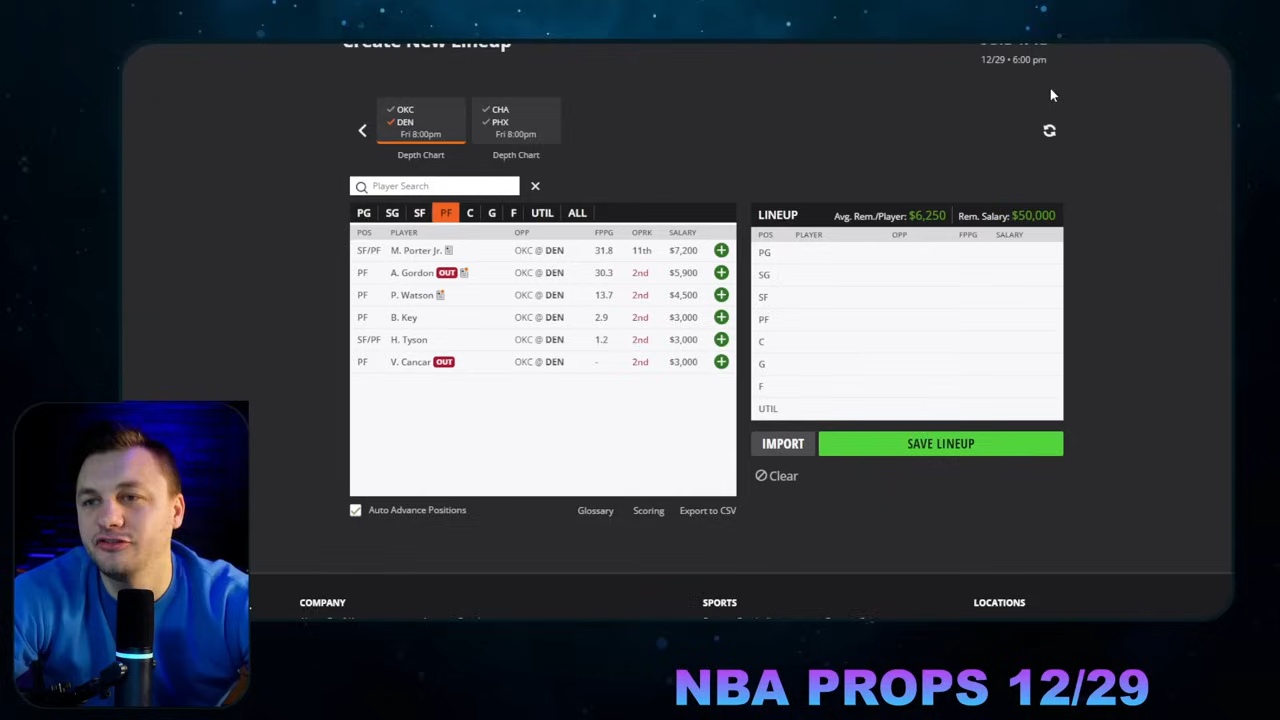 Create New Lineup
12/29 • 6:00 pm
OKC
DEN
Fri 8:00pm
Depth Chart
CHA
PHX
Fri 8:00pm
Depth Chart
Player Search
PG SG SF PF C G F UTIL ALL
POS PLAYER OPP FPPG OPRK SALARY
SF/PF M. Porter Jr. OKC @ DEN 31.8 11th $7,200
PF A. Gordon OUT OKC @ DEN 30.3 2nd $5,900
PF P. Watson OKC @ DEN 13.7 2nd $4,500
PF B. Key OKC @ DEN 2.9 2nd $3,000
SF/PF H. Tyson OKC @ DEN 1.2 2nd $3,000
PF V. Cancar OUT OKC @ DEN - 2nd $3,000
Auto Advance Positions
Glossary Scoring Export to CSV
LINEUP Avg. Rem./Player: $6,250 Rem. Salary: $50,000
POS PLAYER OPP FPPG SALARY
PG
SG
SF
PF
C
G
F
UTIL
IMPORT SAVE LINEUP
Clear
COMPANY SPORTS LOCATIONS
NBA PROPS 12/29